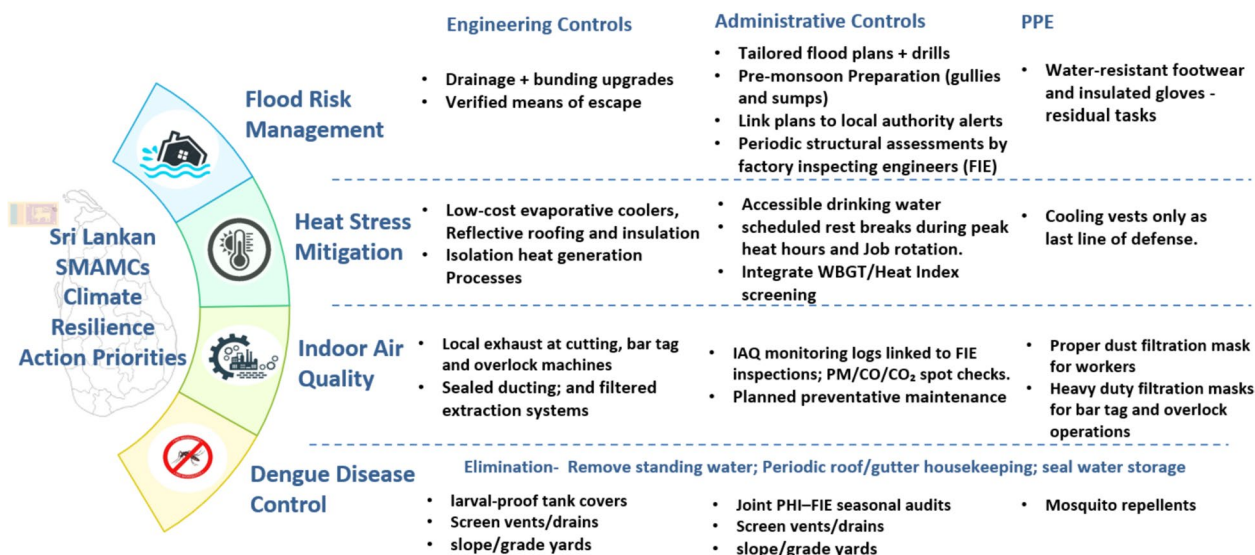 Engineering Controls
Administrative Controls
PPE
Sri Lankan
SMAMCs
Climate
Resilience
Action Priorities
Flood Risk
Management
• Drainage + bunding upgrades
• Verified means of escape
• Tailored flood plans + drills
• Pre-monsoon Preparation (gullies
and sumps)
• Link plans to local authority alerts
• Periodic structural assessments by
factory inspecting engineers (FIE)
• Water-resistant footwear
and insulated gloves -
residual tasks
Heat Stress
Mitigation
• Low-cost evaporative coolers,
Reflective roofing and insulation
• Isolation heat generation
Processes
• Accessible drinking water
• scheduled rest breaks during peak
heat hours and Job rotation.
• Integrate WBGT/Heat Index
screening
• Cooling vests only as
last line of defense.
Indoor Air
Quality
• Local exhaust at cutting, bar tag
and overlock machines
• Sealed ducting; and filtered
extraction systems
• IAQ monitoring logs linked to FIE
inspections; PM/CO/CO₂ spot checks.
• Planned preventative maintenance
• Proper dust filtration mask
for workers
• Heavy duty filtration masks
for bar tag and overlock
operations
Dengue Disease
Control
Elimination- Remove standing water; Periodic roof/gutter housekeeping; seal water storage
• larval-proof tank covers
• Screen vents/drains
• slope/grade yards
• Joint PHI–FIE seasonal audits
• Screen vents/drains
• slope/grade yards
• Mosquito repellents